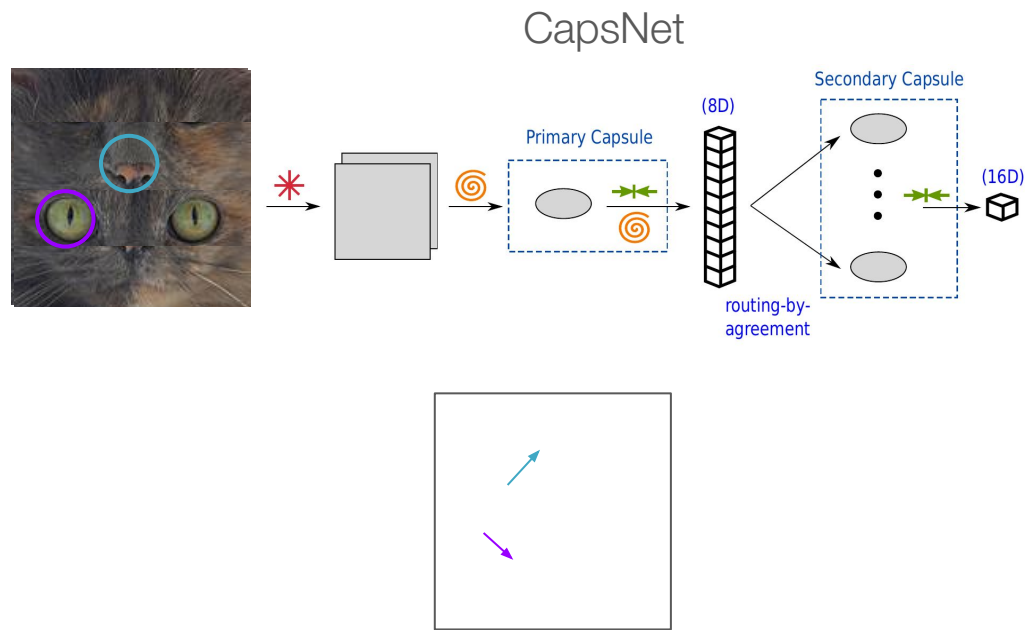 CapsNet
Secondary Capsule
(8D)
Primary Capsule
(16D)
routing-by-
agreement